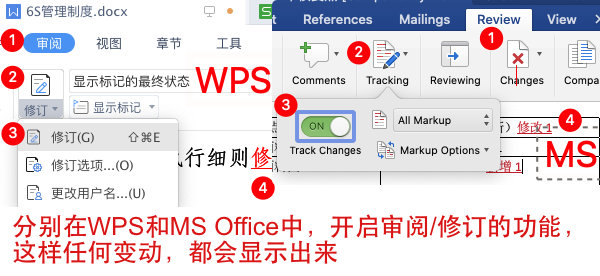 W 6S管理制度.docx
S
1 审阅 视图 章节 工具
2 显示标记的最终状态
WPS
修订 显示标记
3 修订(G) ⇧⌘E
修订选项...(O)
更改用户名...(U)
执行细则修
4
References Mailings Review View
1
2
Comments Tracking Reviewing Changes Compa
3
ON All Markup
Track Changes Markup Options
4
修改 1
MS
增 1
分别在WPS和MS Office中，开启审阅/修订的功能，
这样任何变动，都会显示出来